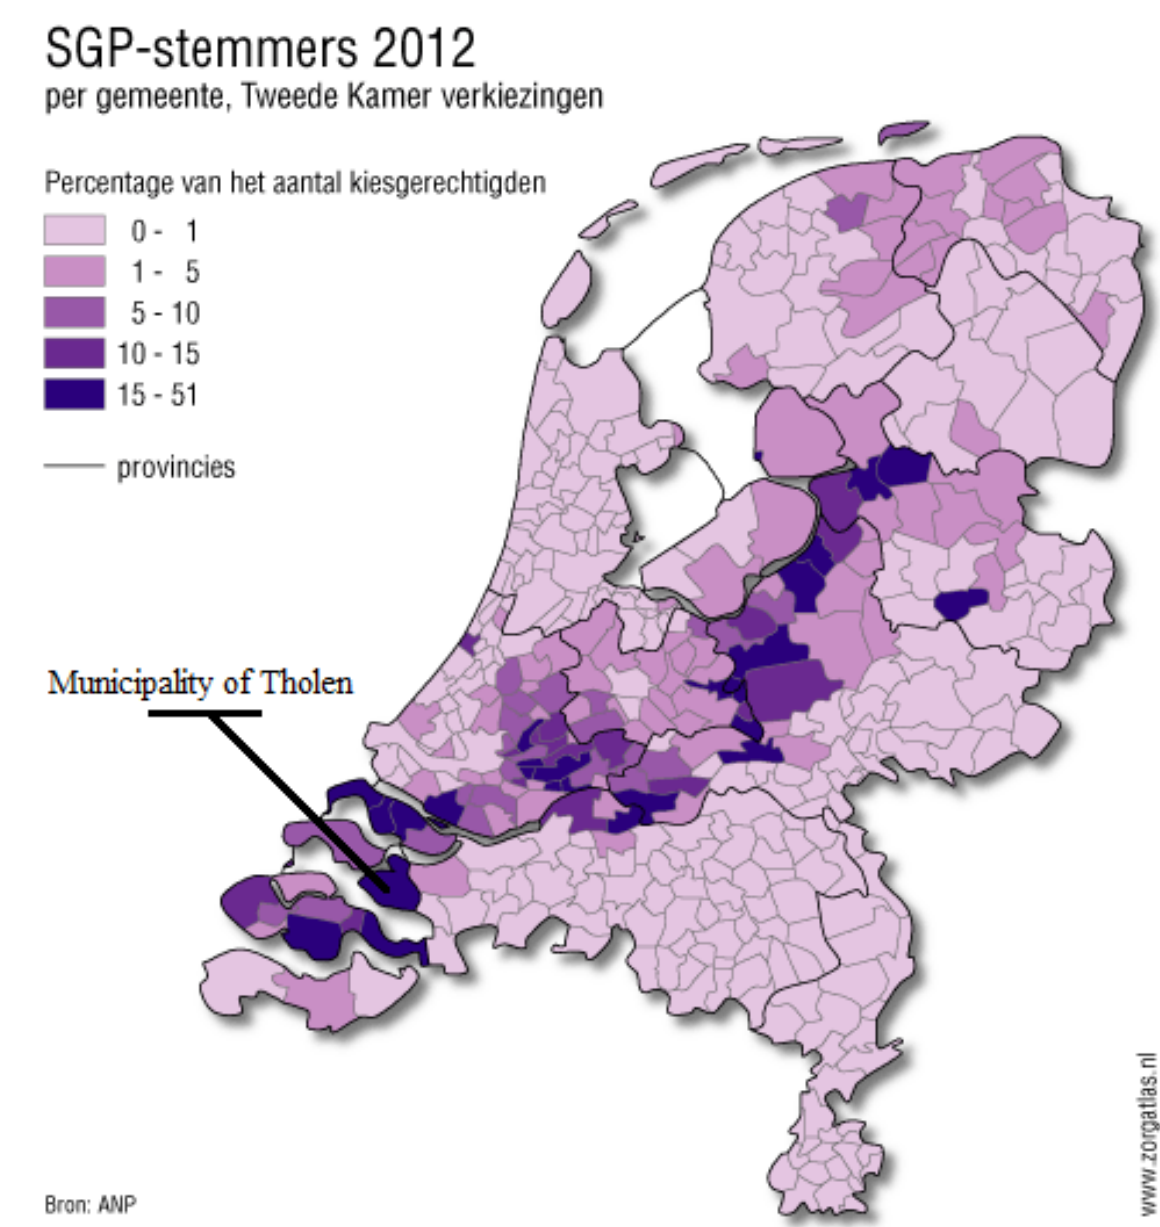 SGP-stemmers 2012
per gemeente, Tweede Kamer verkiezingen
Percentage van het aantal kiesgerechtigden
0 - 1
1 - 5
5 - 10
10 - 15
15 - 51
provincies
Municipality of Tholen
www.zorgatlas.nl
Bron: ANP